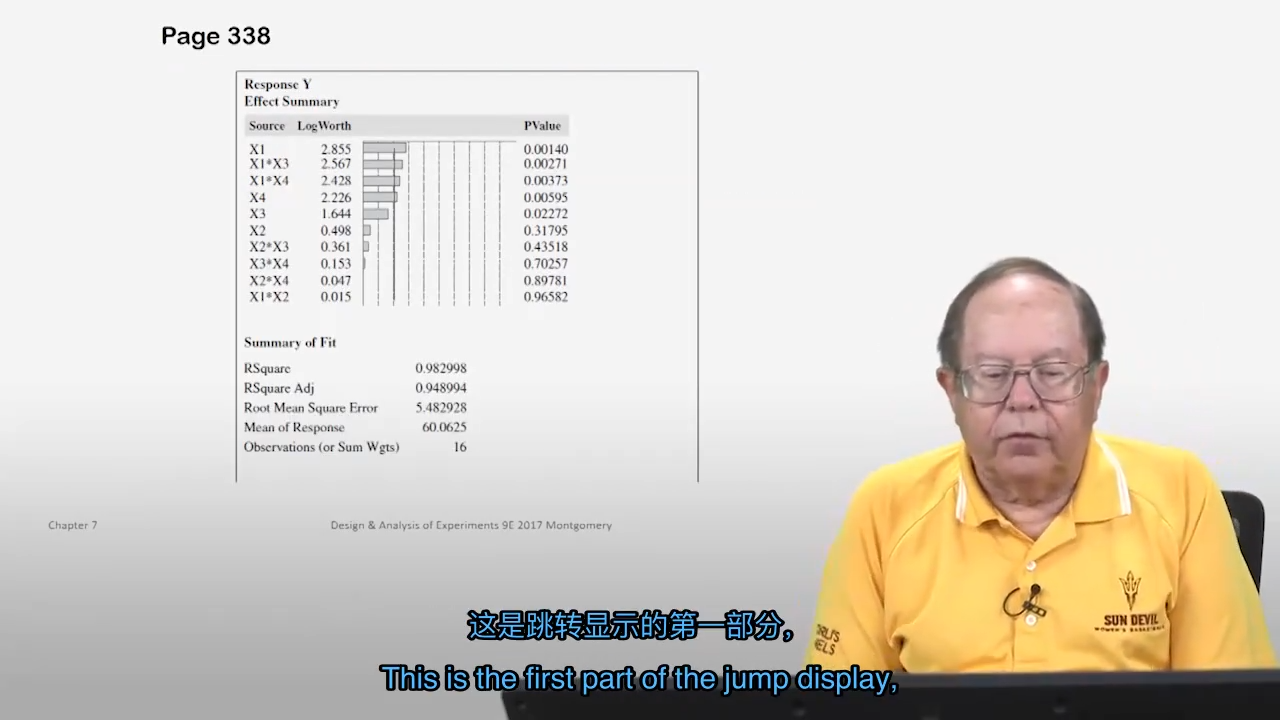 Page 338
Response Y
Effect Summary
Source LogWorth PValue
X1 2.855 0.00140
X1*X3 2.567 0.00271
X1*X4 2.428 0.00373
X4 2.226 0.00595
X3 1.644 0.02272
X2 0.498 0.31795
X2*X3 0.361 0.43518
X3*X4 0.153 0.70257
X2*X4 0.047 0.89781
X1*X2 0.015 0.96582
Summary of Fit
RSquare 0.982998
RSquare Adj 0.948994
Root Mean Square Error 5.482928
Mean of Response 60.0625
Observations (or Sum Wgts) 16
Chapter 7
Design & Analysis of Experiments 9E 2017 Montgomery
SUN DEVIL
这是跳转显示的第一部分，
This is the first part of the jump display,